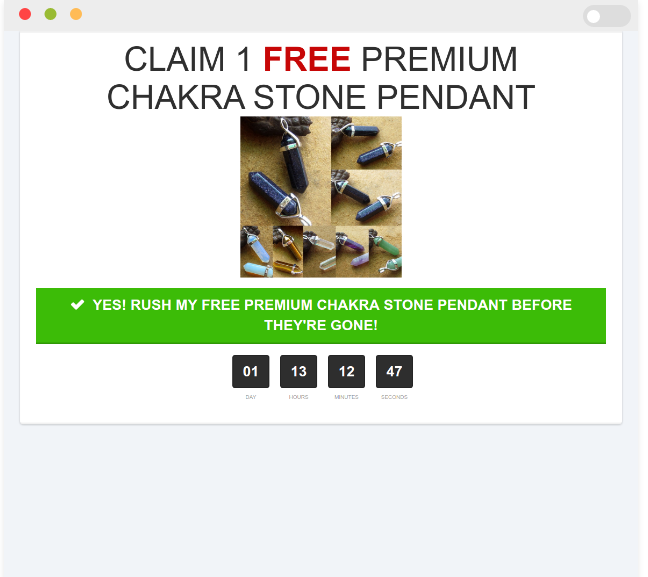 CLAIM 1 FREE PREMIUM
CHAKRA STONE PENDANT
YES! RUSH MY FREE PREMIUM CHAKRA STONE PENDANT BEFORE
THEY'RE GONE!
01 13 12 47
DAY HOURS MINUTES SECONDS